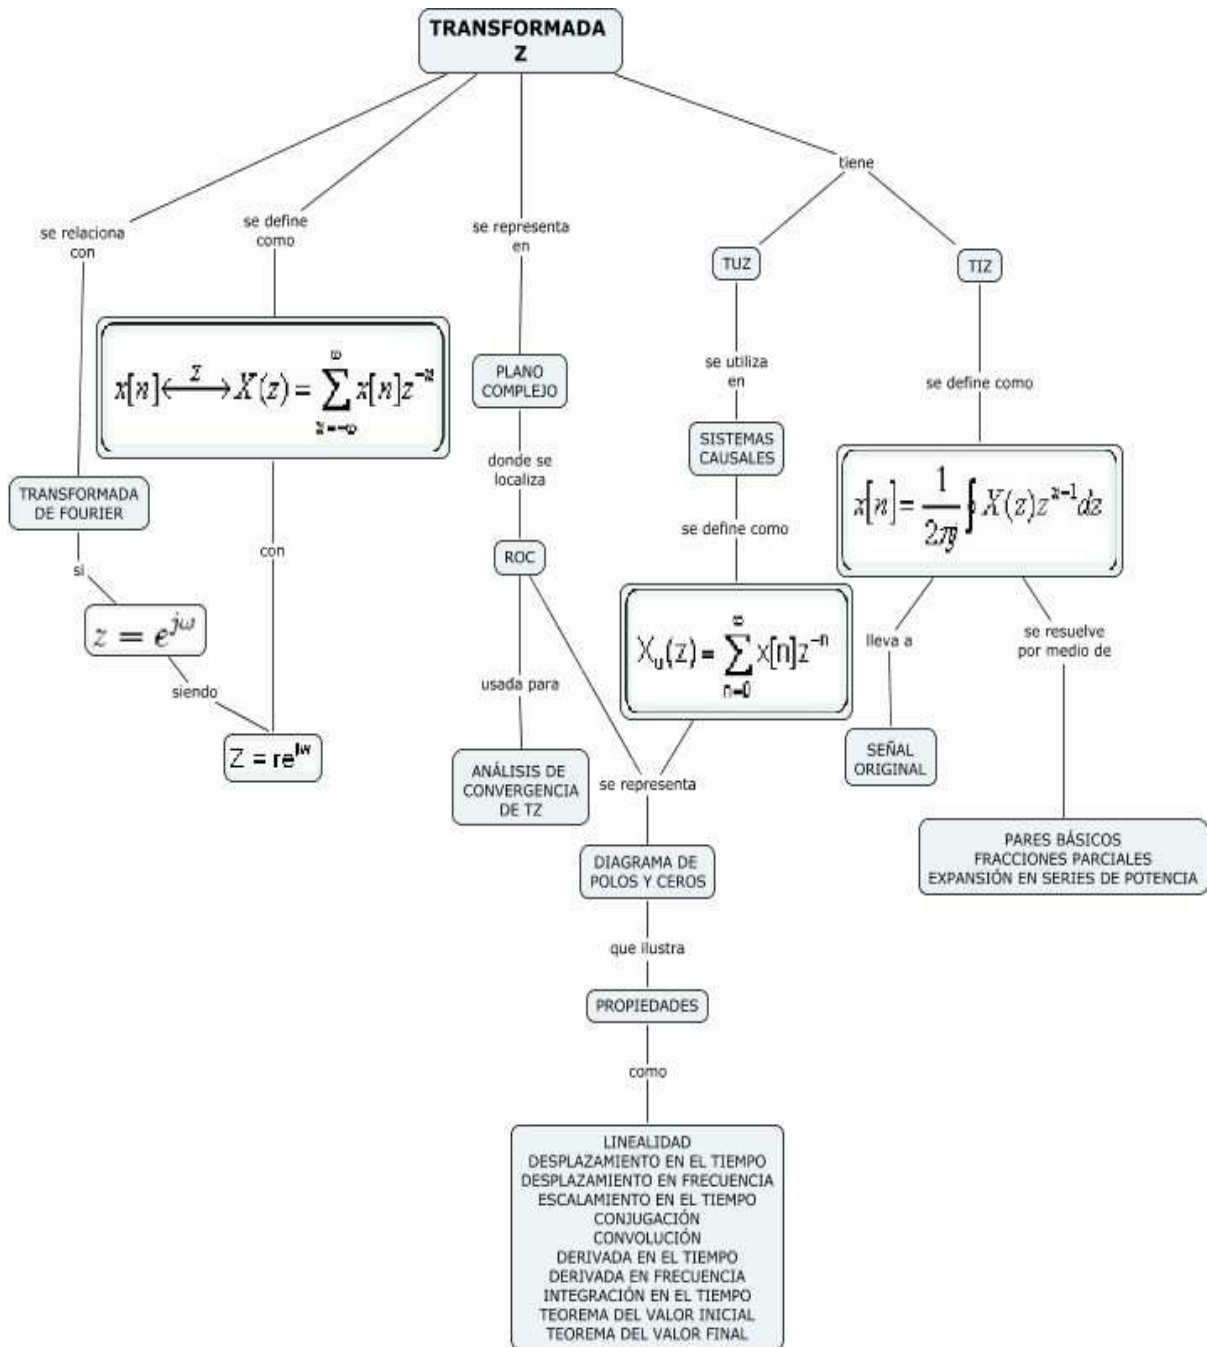 TRANSFORMADA
Z
tiene
se relaciona
con
se define
como
se representa
en
TUZ
TIZ
x[n] ⟷ᶻ X(z) = ∑_{n=-∞}^{∞} x[n]z^{-n}
PLANO
COMPLEJO
se utiliza
en
se define como
SISTEMAS
CAUSALES
TRANSFORMADA
DE FOURIER
donde se
localiza
x[n] = \frac{1}{2πj} ∮ X(z)z^{n-1}dz
se define como
con
ROC
si
z = e^{jω}
X_u(z) = ∑_{n=0}^{∞} x[n]z^{-n}
lleva a
se resuelve
por medio de
siendo
usada para
Z = re^{jw}
SEÑAL
ORIGINAL
ANÁLISIS DE
CONVERGENCIA
DE TZ
se representa
DIAGRAMA DE
POLOS Y CEROS
PARES BÁSICOS
FRACCIONES PARCIALES
EXPANSIÓN EN SERIES DE POTENCIA
que ilustra
PROPIEDADES
como
LINEALIDAD
DESPLAZAMIENTO EN EL TIEMPO
DESPLAZAMIENTO EN FRECUENCIA
ESCALAMIENTO EN EL TIEMPO
CONJUGACIÓN
CONVOLUCIÓN
DERIVADA EN EL TIEMPO
DERIVADA EN FRECUENCIA
INTEGRACIÓN EN EL TIEMPO
TEOREMA DEL VALOR INICIAL
TEOREMA DEL VALOR FINAL